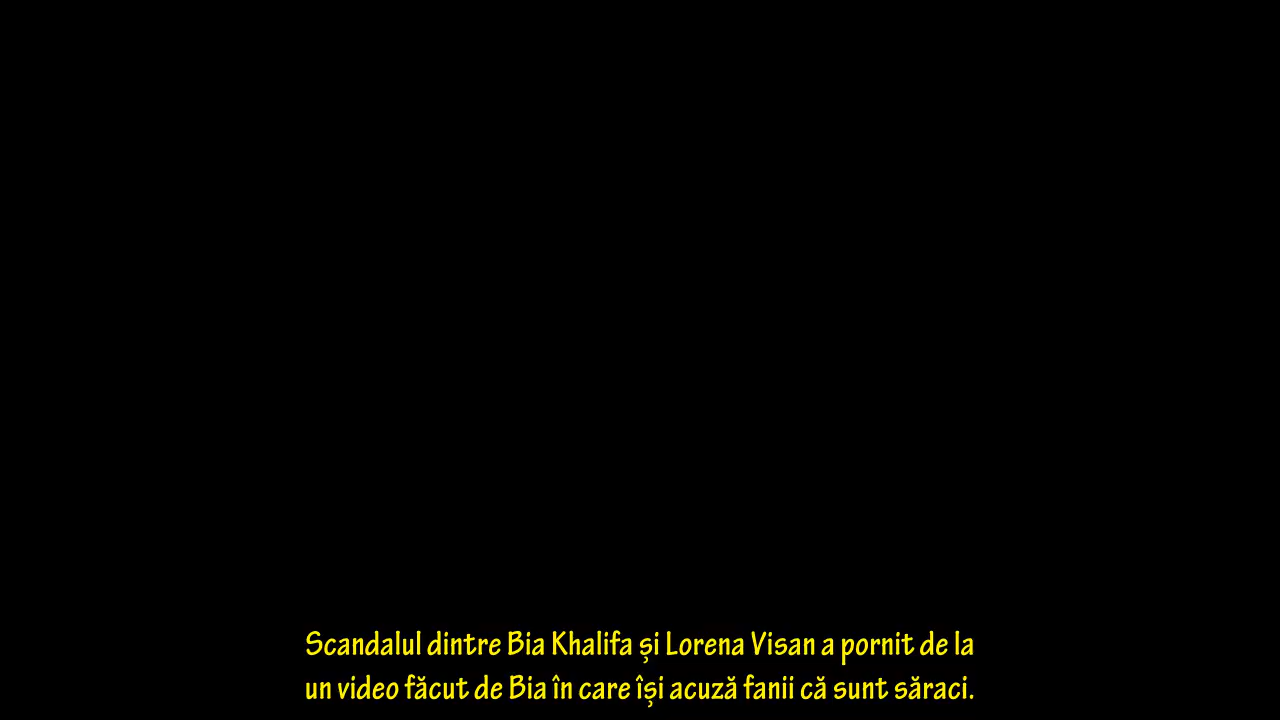 Scandalul dintre Bia Khalifa și Lorena Visan a pornit de la
un video făcut de Bia în care își acuză fanii că sunt săraci.